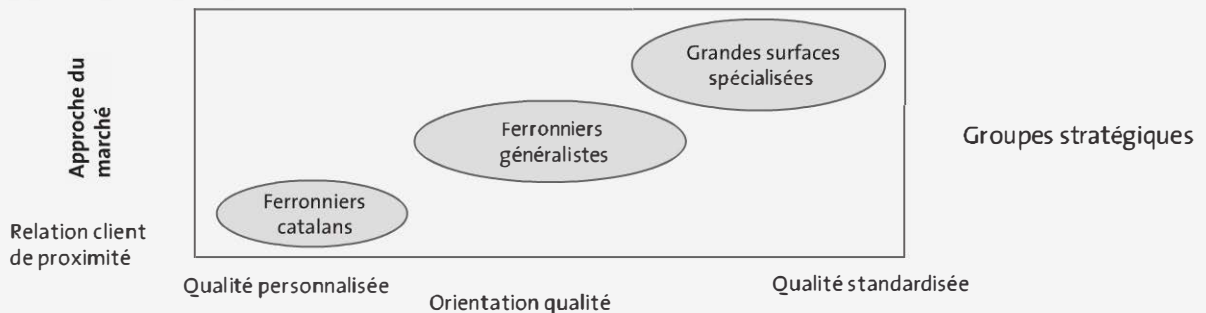 Grandes surfaces
spécialisées
Approche du
marché
Ferronniers
généralistes
Groupes stratégiques
Ferronniers
catalans
Relation client
de proximité
Qualité personnalisée
Qualité standardisée
Orientation qualité